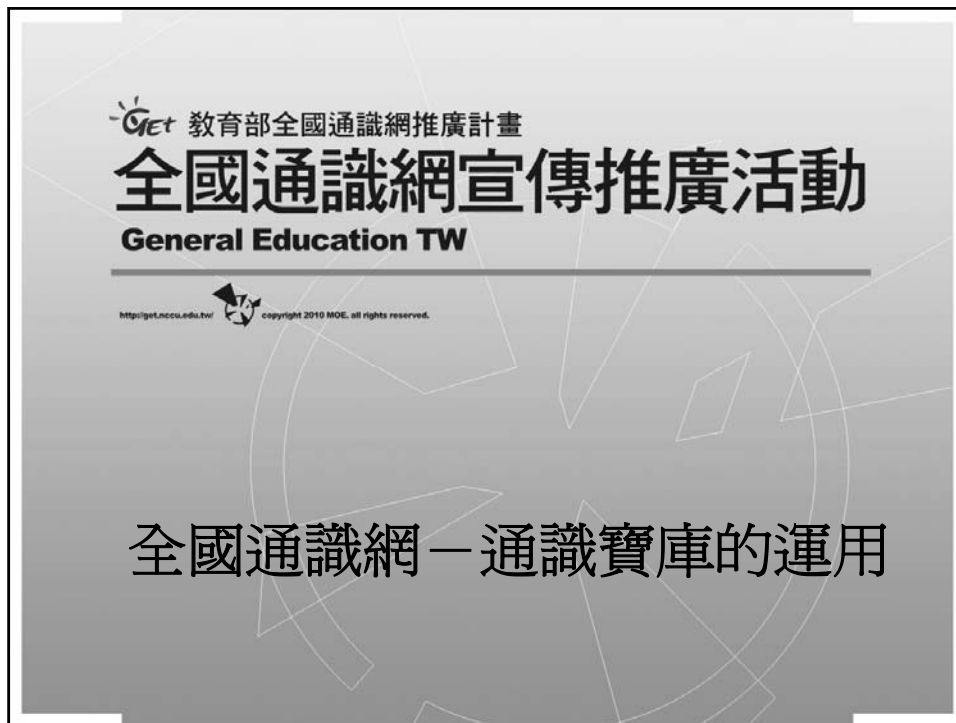 GEt 教育部全國通識網推廣計畫
全國通識網宣傳推廣活動
General Education TW
http://get.nccu.edu.tw/ copyright 2010 MOE. all rights reserved.
全國通識網－通識寶庫的運用